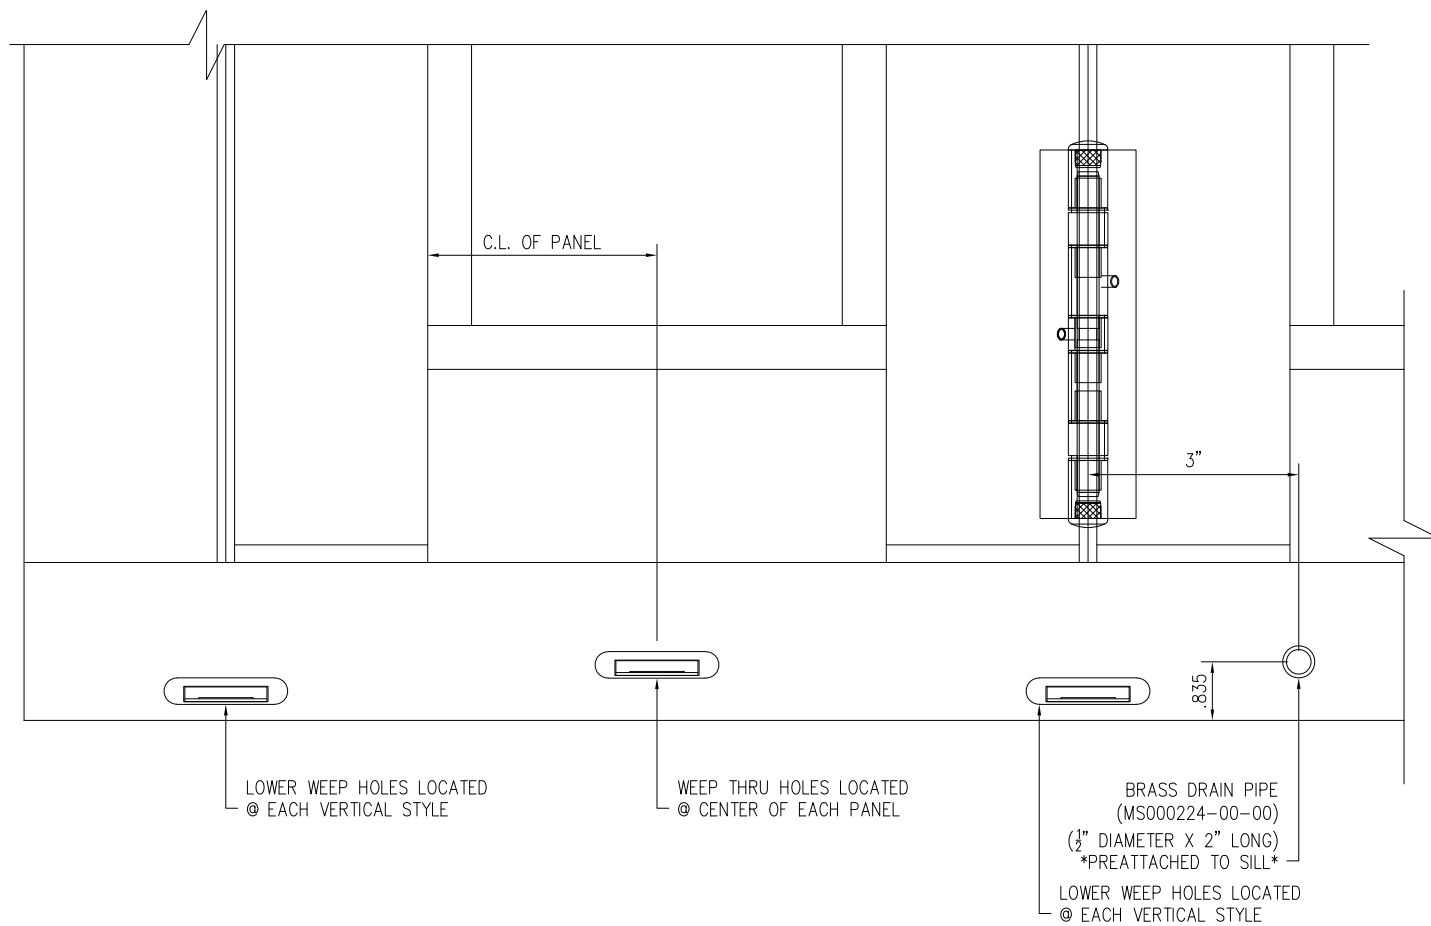 C.L. OF PANEL
3”
.835
LOWER WEEP HOLES LOCATED
@ EACH VERTICAL STYLE
WEEP THRU HOLES LOCATED
@ CENTER OF EACH PANEL
BRASS DRAIN PIPE
(MS000224-00-00)
(½” DIAMETER X 2” LONG)
*PREATTACHED TO SILL*
LOWER WEEP HOLES LOCATED
@ EACH VERTICAL STYLE